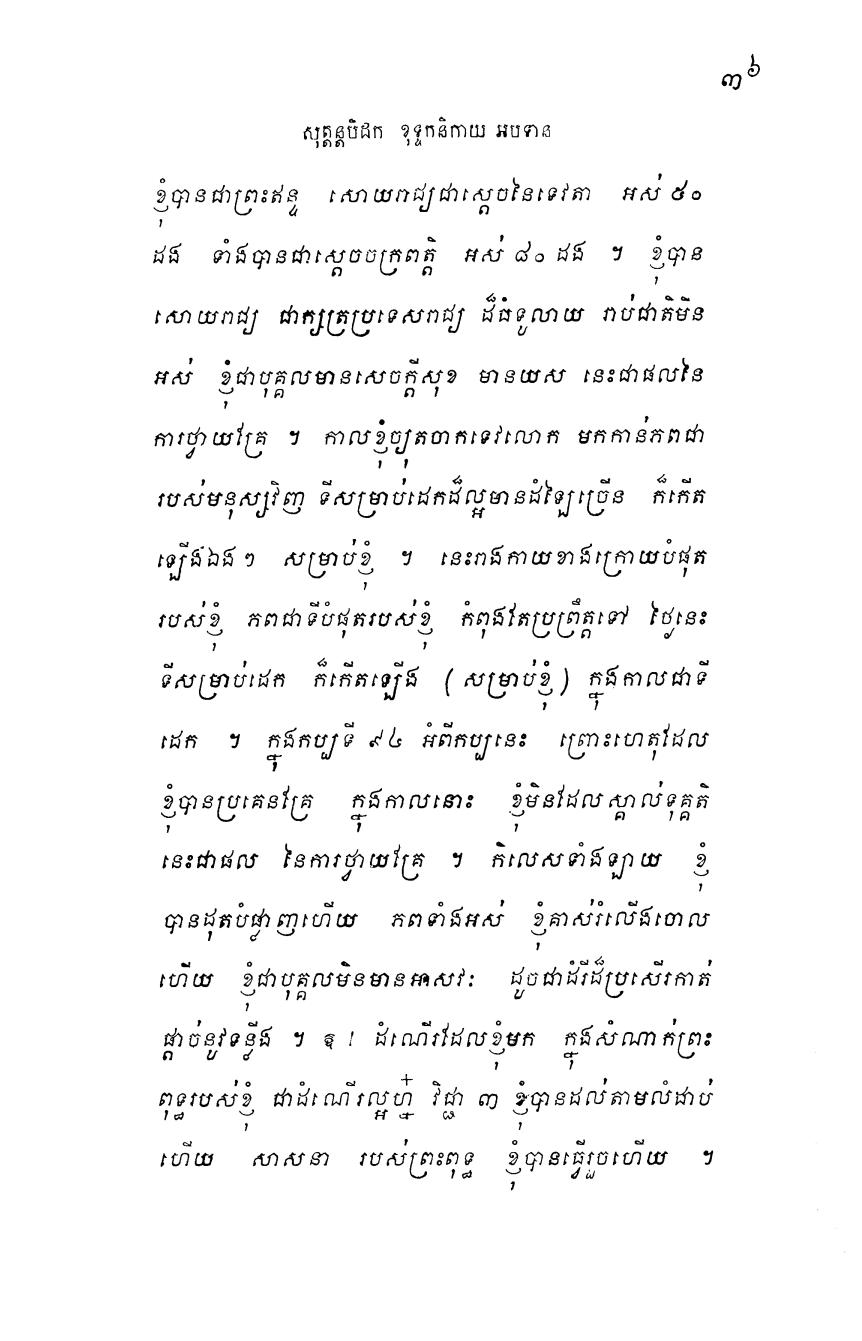 ៣៦
សុត្តន្តបិដក ខុទ្ទកនិកាយ អបទាន
ខ្ញុំបានជាព្រះឥន្ទ សោយរាជ្យជាស្តេចនៃទេវតា អស់ ៥០
ដង ទាំងបានជាស្តេចចក្រពត្តិ អស់ ៨០ ដង ។ ខ្ញុំបាន
សោយរាជ្យ ជាក្សត្រប្រទេសរាជ្យ ដ៏ធំទូលាយ រាប់ជាតិមិន
អស់ ខ្ញុំជាបុគ្គលមានសេចក្តីសុខ មានយស នេះជាផលនៃ
ការថ្វាយគ្រែ ។ កាលខ្ញុំច្យុតចាកទេវលោក មកកាន់ភពជា
របស់មនុស្សវិញ ទីសម្រាប់ដេកដ៏ល្អមានដំឡៃច្រើន ក៏កើត
ឡើងឯងៗ សម្រាប់ខ្ញុំ ។ នេះរាងកាយខាងក្រោយបំផុត
របស់ខ្ញុំ ភពជាទីបំផុតរបស់ខ្ញុំ កំពុងតែប្រព្រឹត្តទៅ ថ្ងៃនេះ
ទីសម្រាប់ដេក ក៏កើតឡើង (សម្រាប់ខ្ញុំ) ក្នុងកាលជាទី
ដេក ។ ក្នុងកប្បទី ៩៤ អំពីកប្បនេះ ព្រោះហេតុដែល
ខ្ញុំបានប្រគេនគ្រែ ក្នុងកាលនោះ ខ្ញុំមិនដែលស្គាល់ទុគ្គតិ
នេះជាផល នៃការថ្វាយគ្រែ ។ កិលេសទាំងឡាយ ខ្ញុំ
បានដុតបំផ្លាញហើយ ភពទាំងអស់ ខ្ញុំគាស់រំលើងចោល
ហើយ ខ្ញុំជាបុគ្គលមិនមានអាសវៈ ដូចជាដំរីដ៏ប្រសើរកាត់
ផ្តាច់នូវទន្លីង ។ ឱ ! ដំណើរដែលខ្ញុំមក ក្នុងសំណាក់ព្រះ
ពុទ្ធរបស់ខ្ញុំ ជាដំណើរល្អហ្ន៎ វិជ្ជា ៣ ខ្ញុំបានដល់តាមលំដាប់
ហើយ សាសនា របស់ព្រះពុទ្ធ ខ្ញុំបានធ្វើរួចហើយ ។